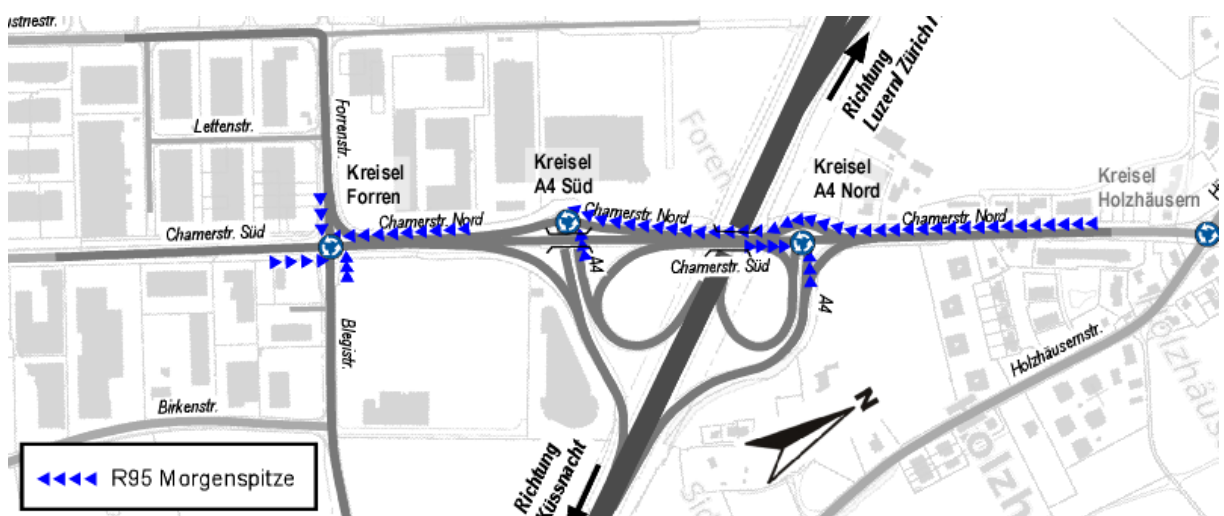 Richtung
Luzern/ Zürich /
Lettenstr.
Forrenstr.
Kreisel
Forren
Kreisel
A4 Süd
Kreisel
A4 Nord
Kreisel
Holzhäusern
Chamerstr. Süd
Chamerstr. Nord
Chamerstr. Nord
Chamerstr. Nord
Chamerstr. Süd
A4
A4
Blegistr.
Holzhäusernstr.
Birkenstr.
Richtung
Küssnacht
N
R95 Morgenspitze